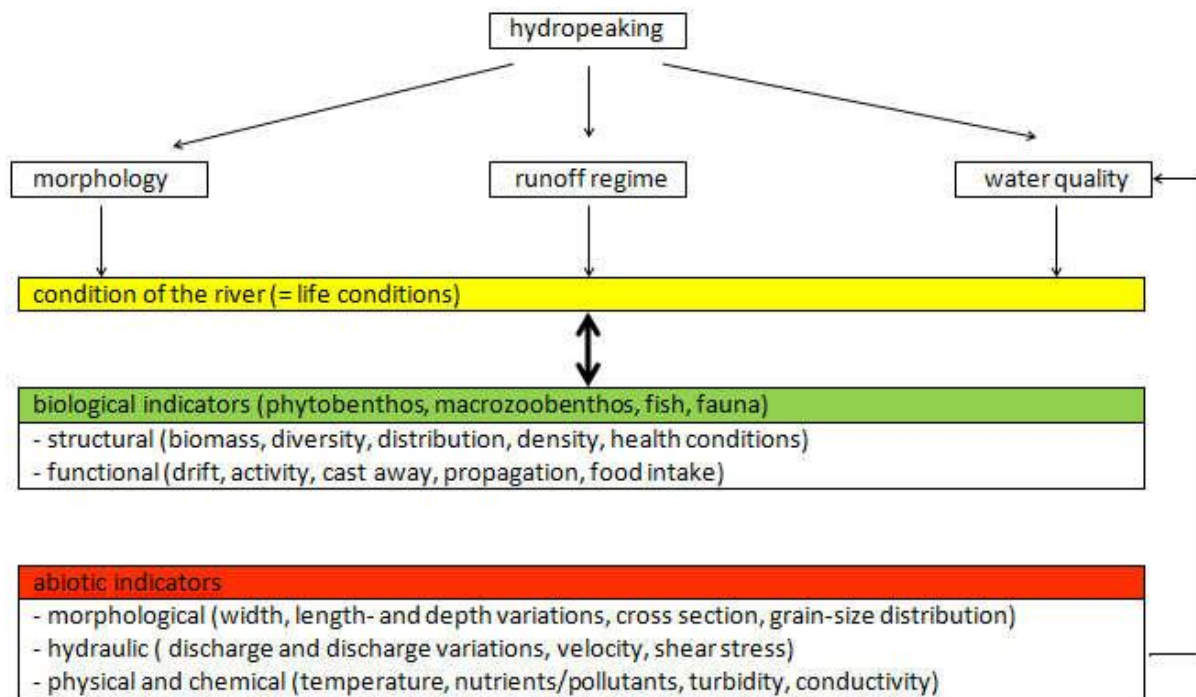 hydropeaking
morphology
runoff regime
water quality
condition of the river (= life conditions)
biological indicators (phytobenthos, macrozoobenthos, fish, fauna)
- structural (biomass, diversity, distribution, density, health conditions)
- functional (drift, activity, cast away, propagation, food intake)
abiotic indicators
- morphological (width, length- and depth variations, cross section, grain-size distribution)
- hydraulic ( discharge and discharge variations, velocity, shear stress)
- physical and chemical (temperature, nutrients/pollutants, turbidity, conductivity)